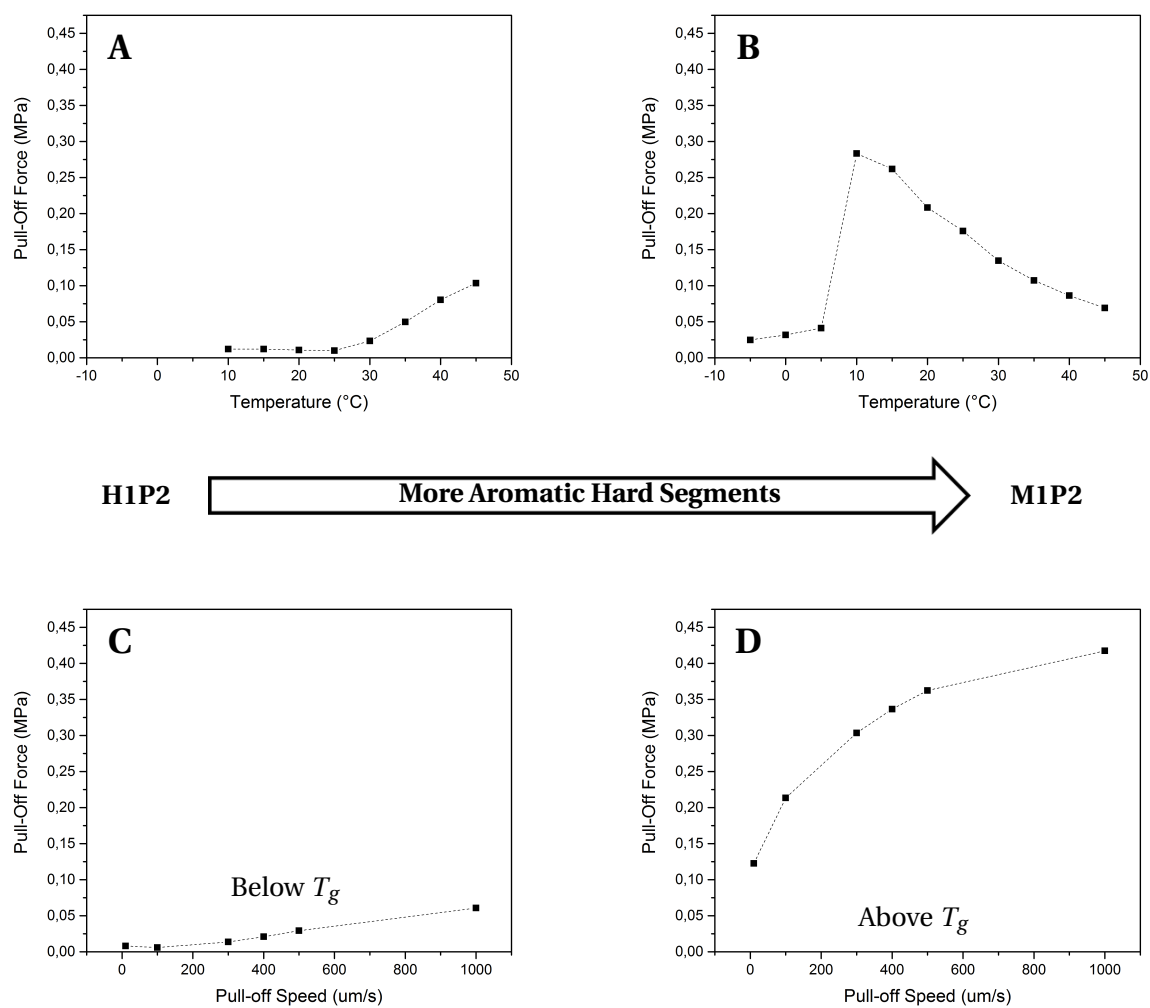 A
0,45
0,40
0,35
0,30
0,25
0,20
0,15
0,10
0,05
0,00
Pull-Off Force (MPa)
-10 0 10 20 30 40 50
Temperature (°C)
B
0,45
0,40
0,35
0,30
0,25
0,20
0,15
0,10
0,05
0,00
Pull-Off Force (MPa)
-10 0 10 20 30 40 50
Temperature (°C)
H1P2 More Aromatic Hard Segments M1P2
C
0,45
0,40
0,35
0,30
0,25
0,20
0,15
0,10
0,05
0,00
Pull-Off Force (MPa)
Below Tg
0 200 400 600 800 1000
Pull-off Speed (um/s)
D
0,45
0,40
0,35
0,30
0,25
0,20
0,15
0,10
0,05
0,00
Pull-Off Force (MPa)
Above Tg
0 200 400 600 800 1000
Pull-off Speed (um/s)